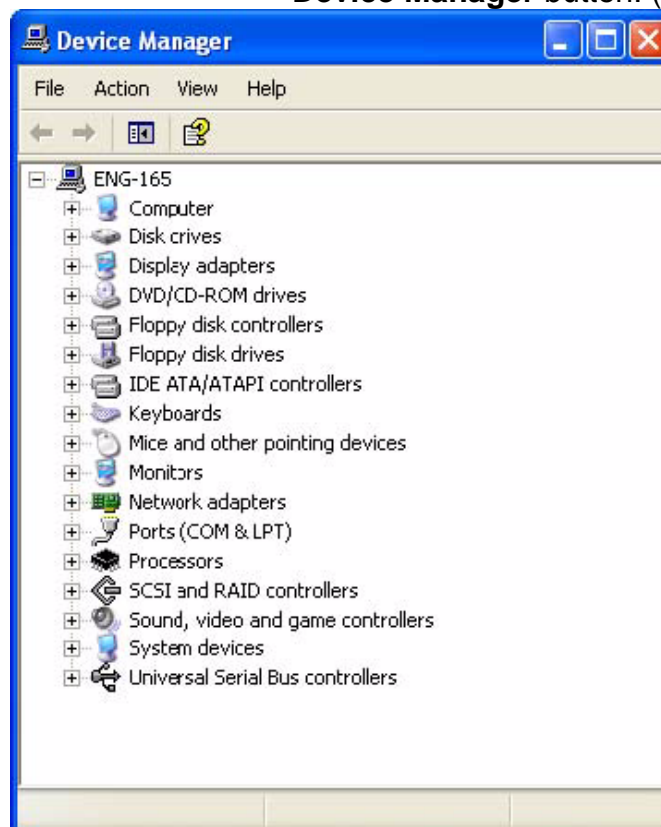 Device Manager button. (
Device Manager
File Action View Help
ENG-165
Computer
Disk crives
Display adapters
DVD/CD-ROM drives
Floppy disk controllers
Floppy disk drives
IDE ATA/ATAPI controllers
Keyboards
Mice and other pointing devices
Monitors
Network adapters
Ports (COM & LPT)
Processors
SCSI and RAID controllers
Sound, video and game controllers
System devices
Universal Serial Bus controllers